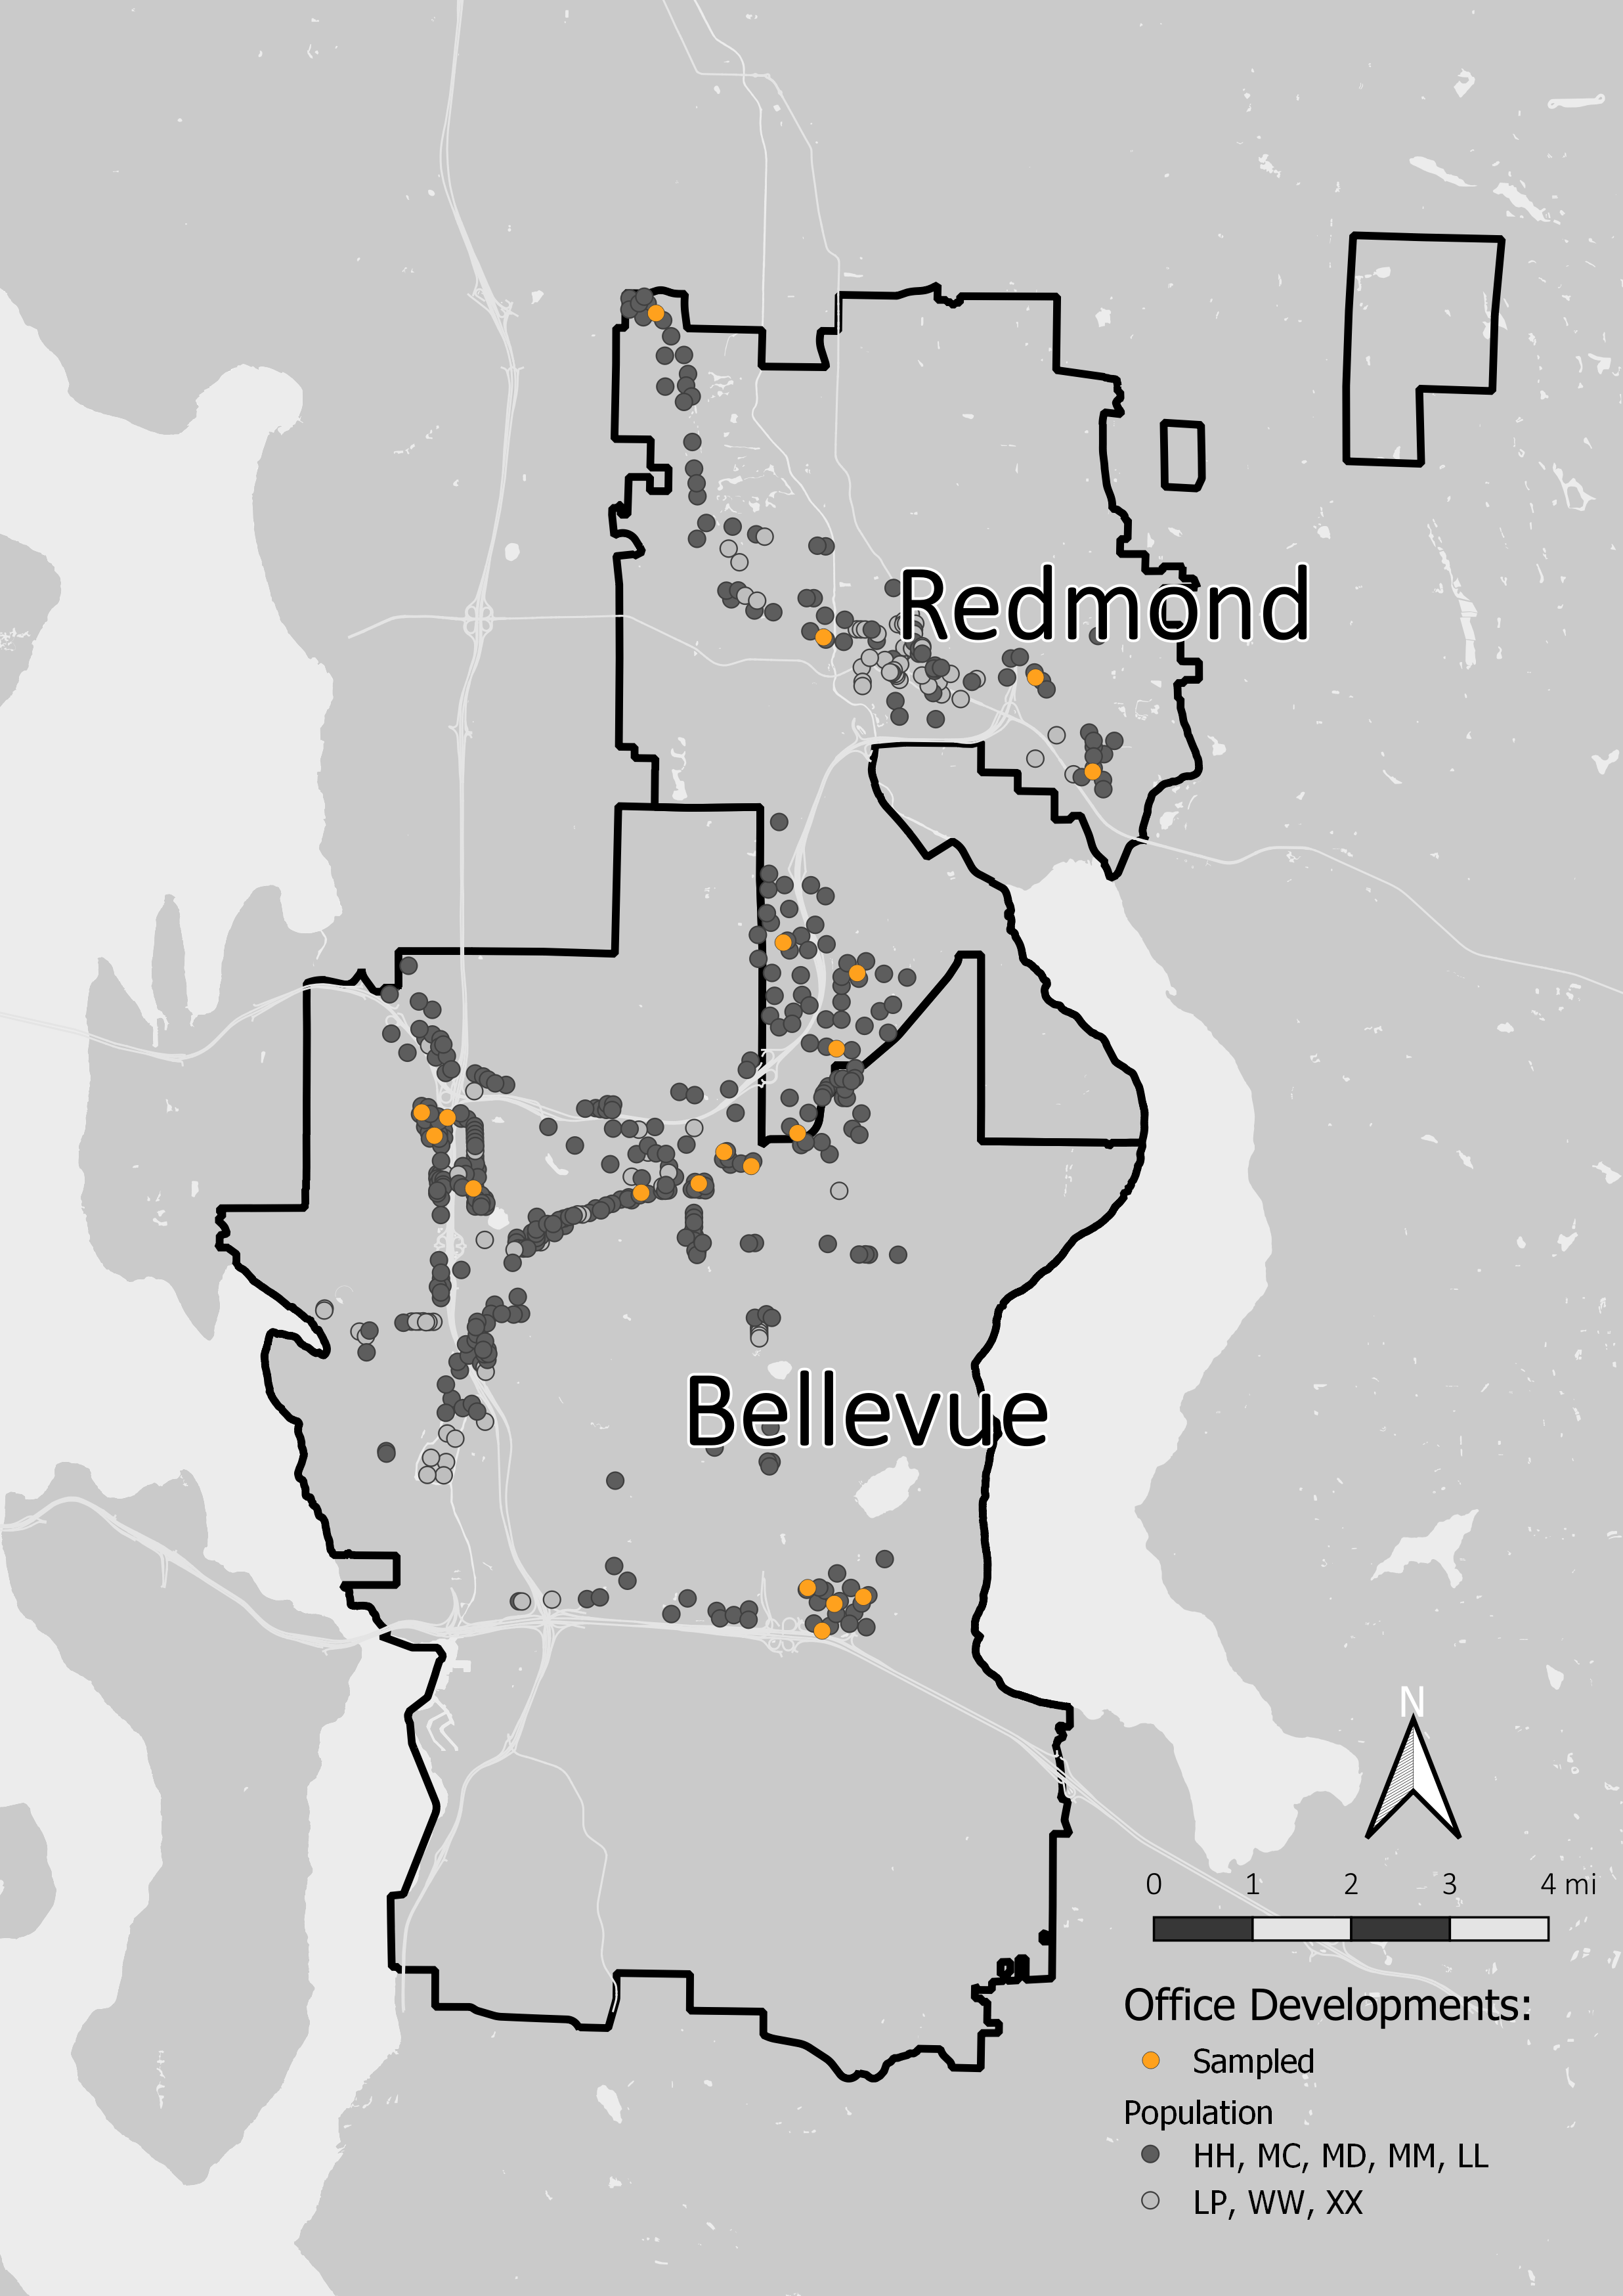 Redmond
Bellevue
N
0 1 2 3 4 mi
Office Developments:
Sampled
Population
HH, MC, MD, MM, LL
LP, WW, XX